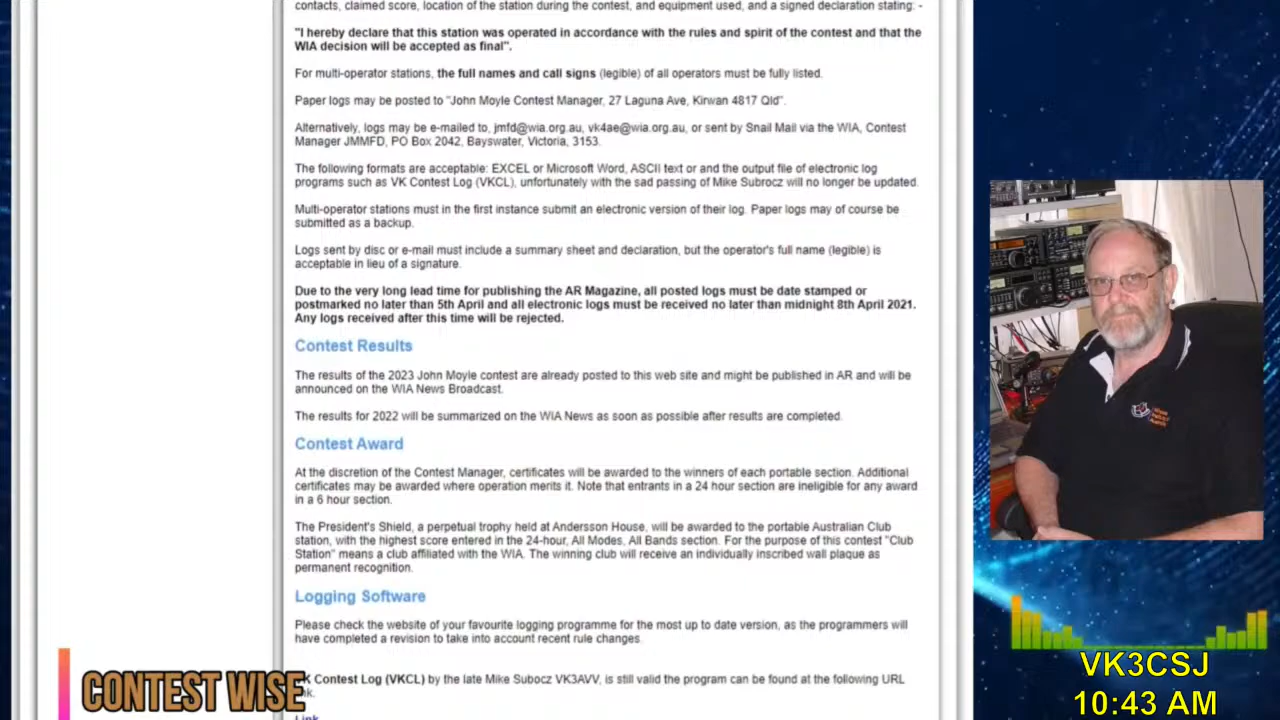 contacts, claimed score, location of the station during the contest, and equipment used, and a signed declaration stating: -
"I hereby declare that this station was operated in accordance with the rules and spirit of the contest and that the
WIA decision will be accepted as final".
For multi-operator stations, the full names and call signs (legible) of all operators must be fully listed.
Paper logs may be posted to "John Moyle Contest Manager, 27 Laguna Ave, Kirwan 4817 Qld".
Alternatively, logs may be e-mailed to, jmfd@wia.org.au, vk4ae@wia.org.au, or sent by Snail Mail via the WIA, Contest
Manager JMMFD, PO Box 2042, Bayswater, Victoria, 3153.
The following formats are acceptable: EXCEL or Microsoft Word, ASCII text or and the output file of electronic log
programs such as VK Contest Log (VKCL), unfortunately with the sad passing of Mike Subrocz will no longer be updated.
Multi-operator stations must in the first instance submit an electronic version of their log. Paper logs may of course be
submitted as a backup.
Logs sent by disc or e-mail must include a summary sheet and declaration, but the operator's full name (legible) is
acceptable in lieu of a signature.
Due to the very long lead time for publishing the AR Magazine, all posted logs must be date stamped or
postmarked no later than 5th April and all electronic logs must be received no later than midnight 8th April 2021.
Any logs received after this time will be rejected.
Contest Results
The results of the 2023 John Moyle contest are already posted to this web site and might be published in AR and will be
announced on the WIA News Broadcast.
The results for 2022 will be summarized on the WIA News as soon as possible after results are completed.
Contest Award
At the discretion of the Contest Manager, certificates will be awarded to the winners of each portable section. Additional
certificates may be awarded where operation merits it. Note that entrants in a 24 hour section are ineligible for any award
in a 6 hour section.
The President's Shield, a perpetual trophy held at Andersson House, will be awarded to the portable Australian Club
station, with the highest score entered in the 24-hour, All Modes, All Bands section. For the purpose of this contest "Club
Station" means a club affiliated with the WIA. The winning club will receive an individually inscribed wall plaque as
permanent recognition.
Logging Software
Please check the website of your favourite logging programme for the most up to date version, as the programmers will
have completed a revision to take into account recent rule changes.
K Contest Log (VKCL) by the late Mike Subocz VK3AVV, is still valid the program can be found at the following URL
Link
CONTEST WISE
VK3CSJ
10:43 AM